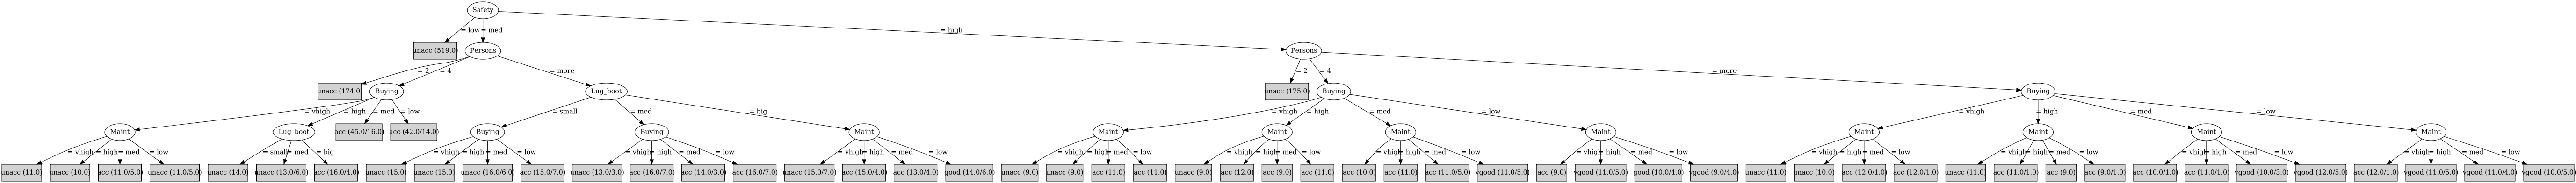 Safety
= low = med = high
unacc (519.0) Persons Persons
= 2 = 4 = more = 2 = 4 = more
unacc (174.0) Buying Lug_boot unacc (175.0) Buying Buying
= vhigh = high = med = low = small = med = big = vhigh = high = med = low = vhigh = high = med = low
Maint Lug_boot acc (45.0/16.0) acc (42.0/14.0) Buying Buying Maint Maint Maint Maint Maint Maint Maint Maint Maint
= vhigh = high = med = low = small = med = big = vhigh = high = med = low = vhigh = high = med = low = vhigh = high = med = low = vhigh = high = med = low = vhigh = high = med = low = vhigh = high = med = low = vhigh = high = med = low = vhigh = high = med = low = vhigh = high = med = low = vhigh = high = med = low = vhigh = high = med = low
unacc (11.0) unacc (10.0) acc (11.0/5.0) unacc (11.0/5.0) unacc (14.0) unacc (13.0/6.0) acc (16.0/4.0) unacc (15.0) unacc (15.0) unacc (16.0/6.0) acc (15.0/7.0) unacc (13.0/3.0) acc (16.0/7.0) acc (14.0/3.0) acc (16.0/7.0) unacc (15.0/7.0) acc (15.0/4.0) acc (13.0/4.0) good (14.0/6.0) unacc (9.0) unacc (9.0) acc (11.0) acc (11.0) unacc (9.0) acc (12.0) acc (9.0) acc (11.0) acc (10.0) acc (11.0) acc (11.0/5.0) vgood (11.0/5.0) acc (9.0) vgood (11.0/5.0) good (10.0/4.0) vgood (9.0/4.0) unacc (11.0) unacc (10.0) acc (12.0/1.0) acc (12.0/1.0) unacc (11.0) acc (11.0/1.0) acc (9.0) acc (9.0/1.0) acc (10.0/1.0) acc (11.0/1.0) vgood (10.0/3.0) vgood (12.0/5.0) acc (12.0/1.0) vgood (11.0/5.0) good (11.0/4.0) vgood (10.0/5.0)